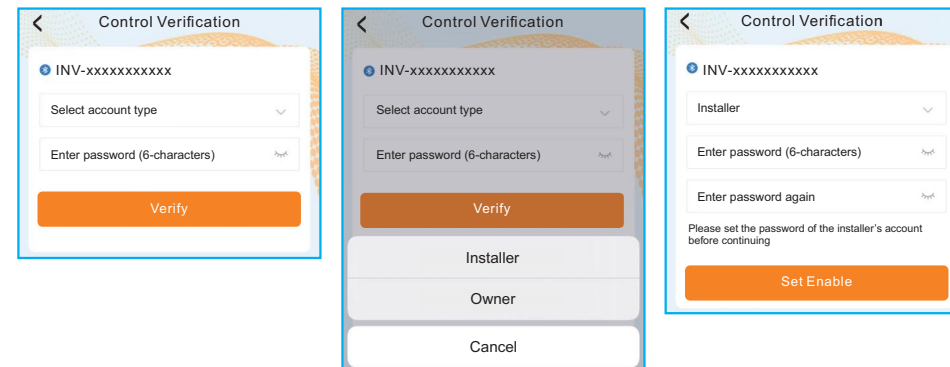 Control Verification
INV-xxxxxxxxxxx
Select account type
Enter password (6-characters)
Verify
Control Verification
INV-xxxxxxxxxxx
Select account type
Enter password (6-characters)
Verify
Installer
Owner
Cancel
Control Verification
INV-xxxxxxxxxxx
Installer
Enter password (6-characters)
Enter password again
Please set the password of the installer's account
before continuing
Set Enable